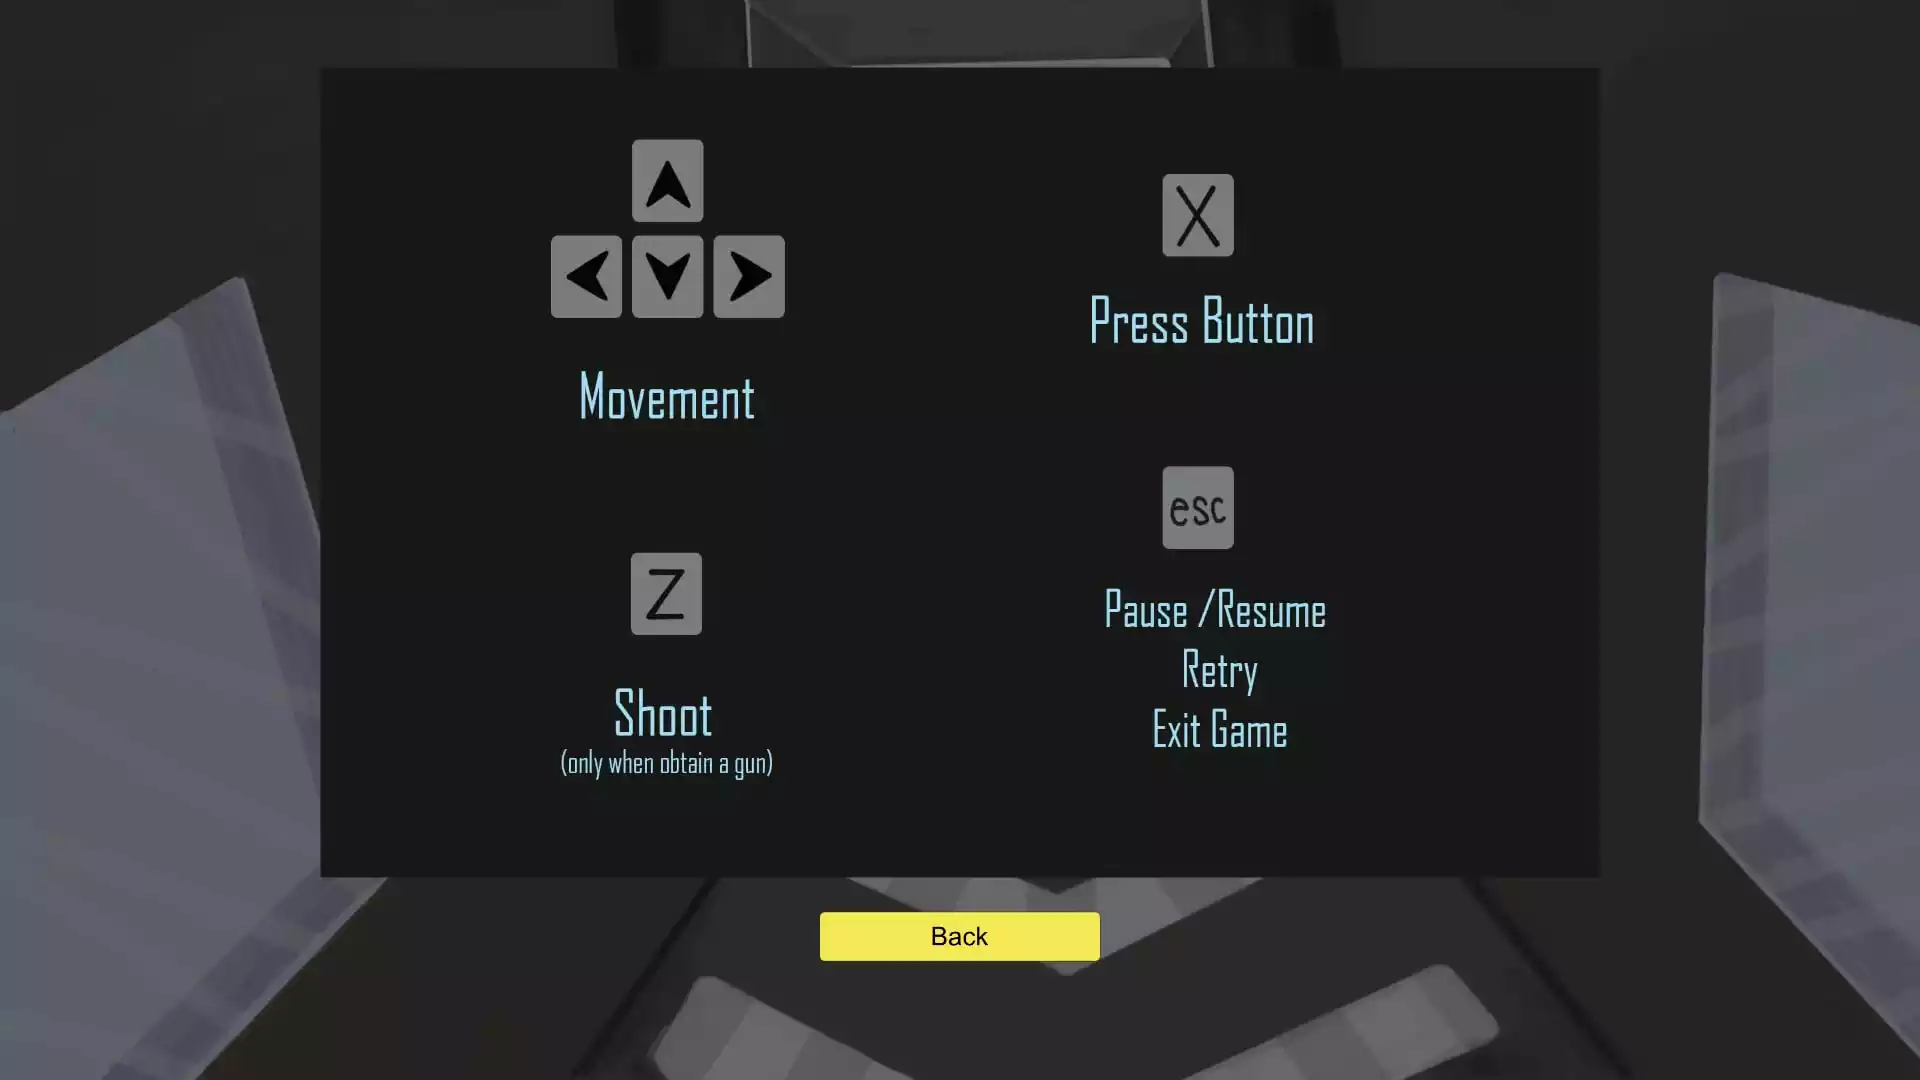 Movement
X
Press Button
Z
Shoot
(only when obtain a gun)
esc
Pause /Resume
Retry
Exit Game
Back